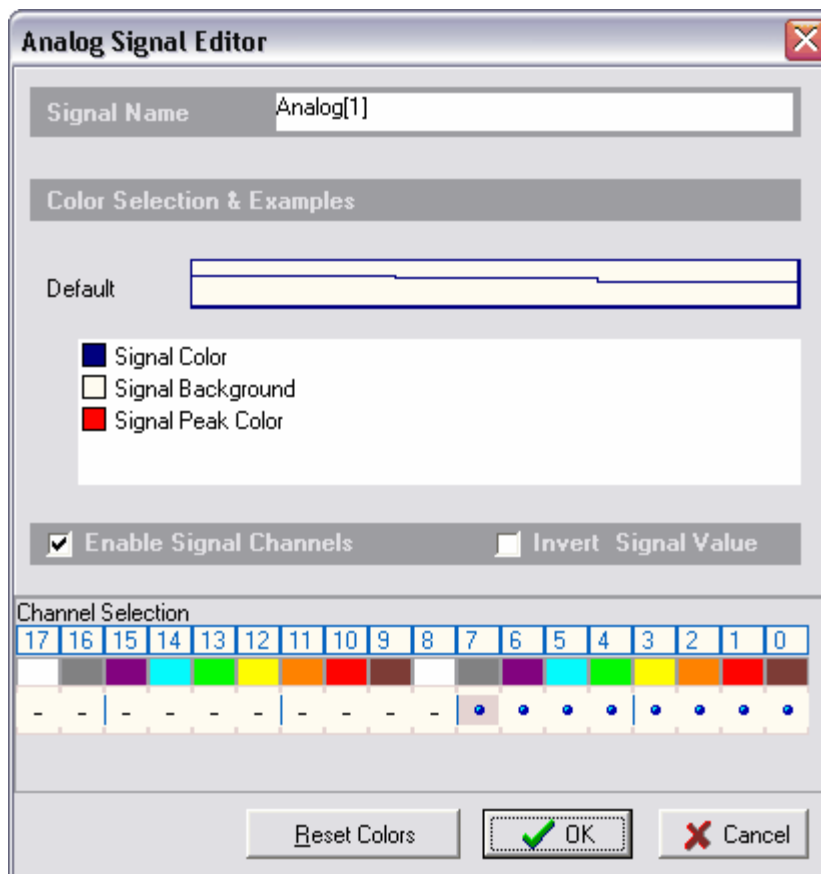 Analog Signal Editor
Signal Name Analog[1]
Color Selection & Examples
Default
Signal Color
Signal Background
Signal Peak Color
Enable Signal Channels Invert Signal Value
Channel Selection
17 16 15 14 13 12 11 10 9 8 7 6 5 4 3 2 1 0
- - - - - - - - - -
Reset Colors OK Cancel